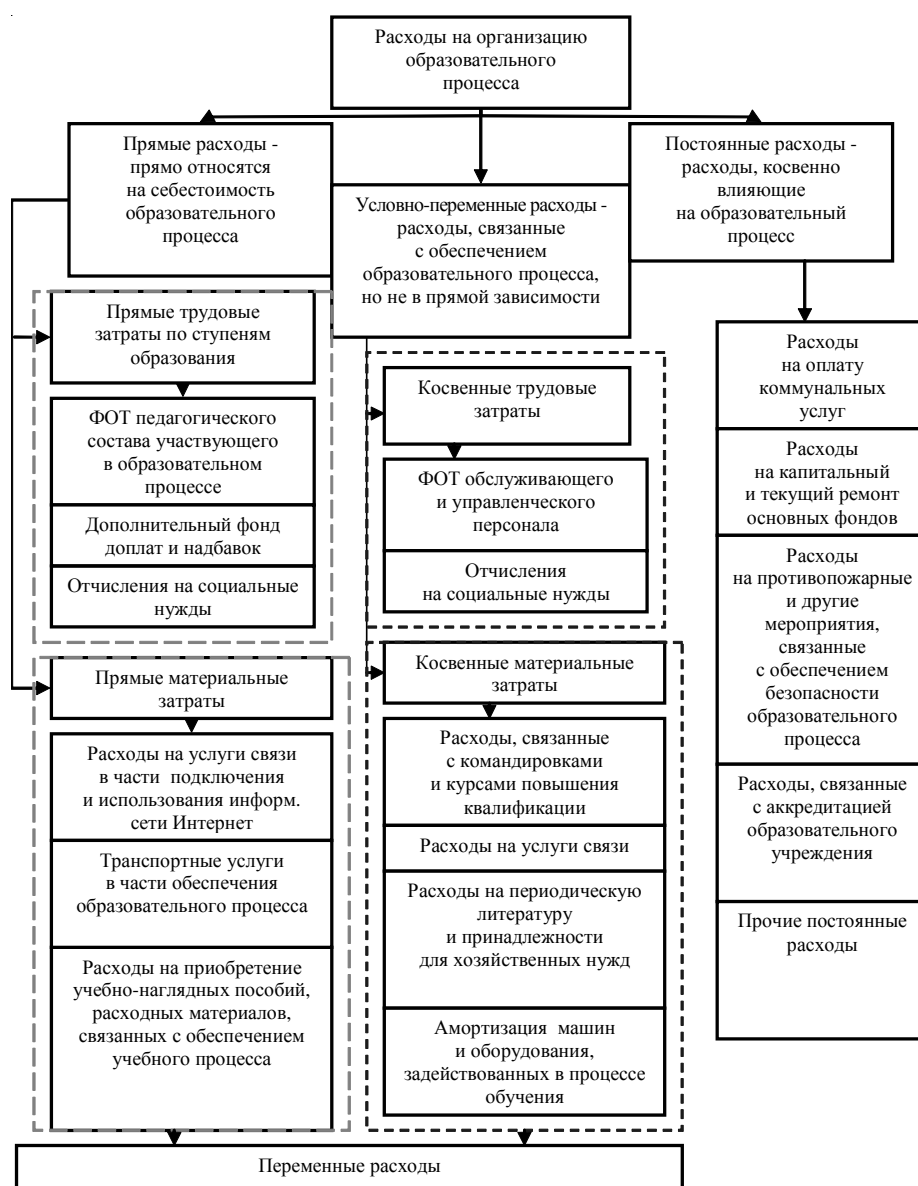 Расходы на организацию
образовательного
процесса
Прямые расходы -
прямо относятся
на себестоимость
образовательного
процесса
Условно-переменные расходы -
расходы, связанные
с обеспечением
образовательного процесса,
но не в прямой зависимости
Постоянные расходы -
расходы, косвенно
влияющие
на образовательный
процесс
Прямые трудовые
затраты по ступеням
образования
ФОТ педагогического
состава участвующего
в образовательном
процессе
Дополнительный фонд
доплат и надбавок
Отчисления на социальные
нужды
Прямые материальные
затраты
Расходы на услуги связи
в части подключения
и использования информ.
сети Интернет
Транспортные услуги
в части обеспечения
образовательного процесса
Расходы на приобретение
учебно-наглядных пособий,
расходных материалов,
связанных с обеспечением
учебного процесса
Косвенные трудовые
затраты
ФОТ обслуживающего
и управленческого
персонала
Отчисления
на социальные нужды
Косвенные материальные
затраты
Расходы, связанные
с командировками
и курсами повышения
квалификации
Расходы на услуги связи
Расходы на периодическую
литературу
и принадлежности
для хозяйственных нужд
Амортизация машин
и оборудования,
задействованных в процессе
обучения
Расходы
на оплату
коммунальных
услуг
Расходы
на капитальный
и текущий ремонт
основных фондов
Расходы
на противопожарные
и другие
мероприятия,
связанные
с обеспечением
безопасности
образовательного
процесса
Расходы, связанные
с аккредитацией
образовательного
учреждения
Прочие постоянные
расходы
Переменные расходы